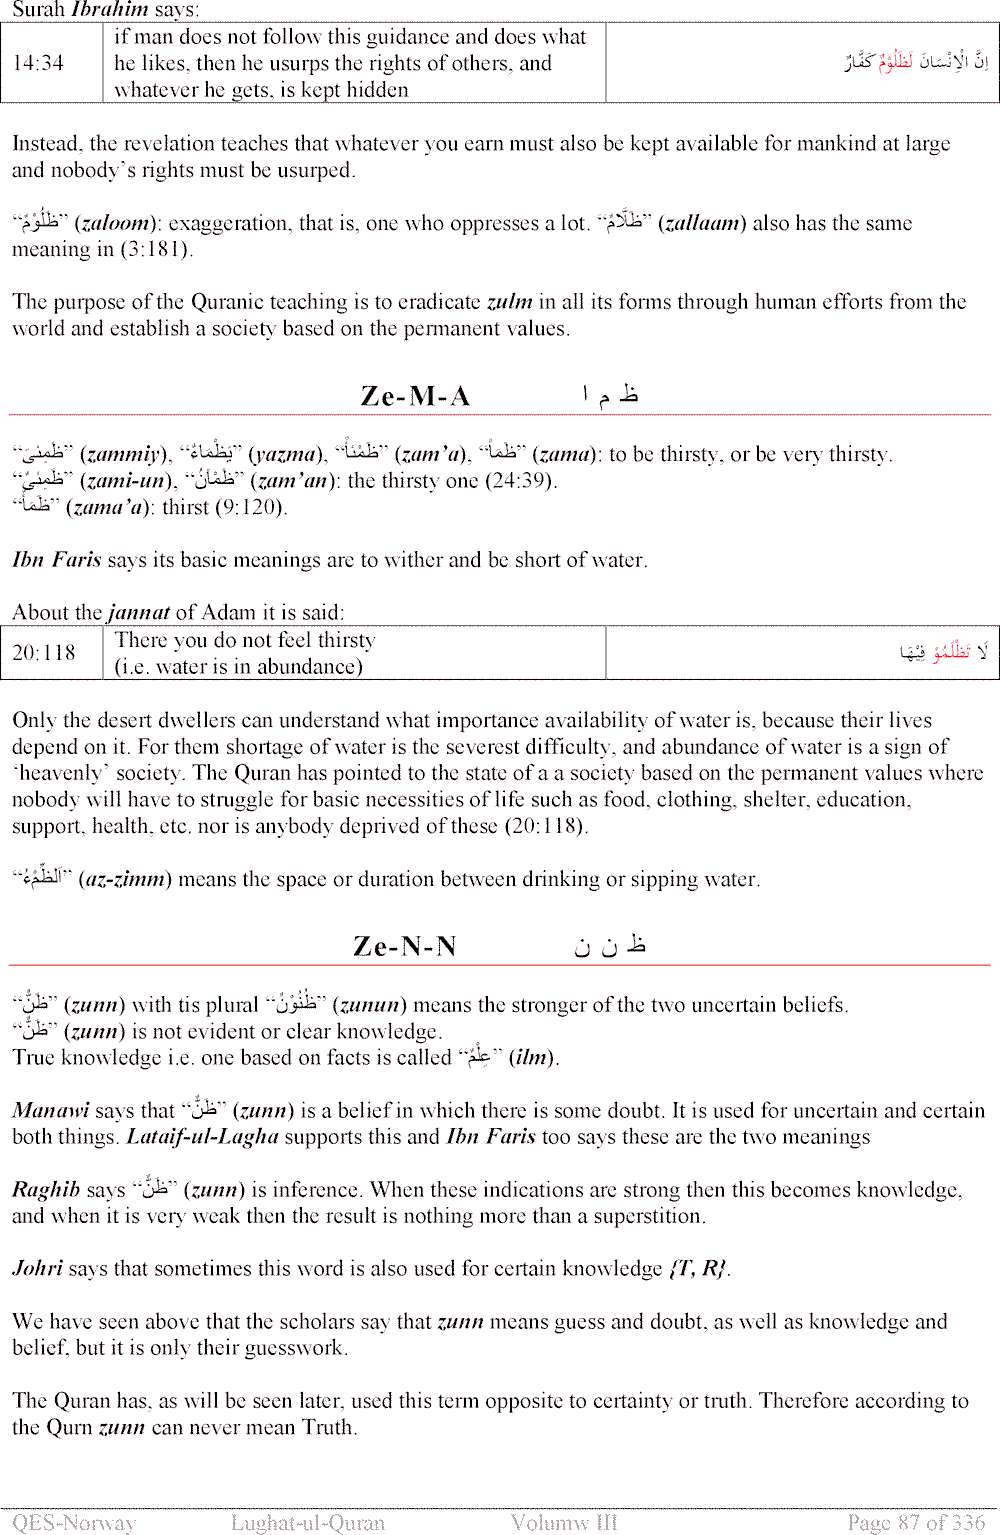 Surah Ibrahim says:
14:34 if man does not follow this guidance and does what إِنَّ الْاِنْسَانَ لَظَلُوْمٌ كَفَّارٌ
he likes, then he usurps the rights of others, and
whatever he gets, is kept hidden
Instead, the revelation teaches that whatever you earn must also be kept available for mankind at large
and nobody's rights must be usurped.
“ظَلُوْمٌ” (zaloom): exaggeration, that is, one who oppresses a lot. “ظَلَّامٌ” (zallaam) also has the same
meaning in (3:181).
The purpose of the Quranic teaching is to eradicate zulm in all its forms through human efforts from the
world and establish a society based on the permanent values.
Ze-M-A ظ م ا
“ظَمِئَ” (zammiy), “يَظْمَاءُ” (yazma), “ظَمْئًا” (zam’a), “ظَمَأً” (zama): to be thirsty, or be very thirsty.
“ظَمِئٌ” (zami-un), “ظَمْاَنُ” (zam’an): the thirsty one (24:39).
“ظَمَأٌ” (zama’a): thirst (9:120).
Ibn Faris says its basic meanings are to wither and be short of water.
About the jannat of Adam it is said:
20:118 There you do not feel thirsty لَا تَظْلَمُوْ فِيْهَا
(i.e. water is in abundance)
Only the desert dwellers can understand what importance availability of water is, because their lives
depend on it. For them shortage of water is the severest difficulty, and abundance of water is a sign of
‘heavenly’ society. The Quran has pointed to the state of a a society based on the permanent values where
nobody will have to struggle for basic necessities of life such as food, clothing, shelter, education,
support, health, etc. nor is anybody deprived of these (20:118).
“اَلظِّمْءُ” (az-zimm) means the space or duration between drinking or sipping water.
Ze-N-N ظ ن ن
“ظَنٌّ” (zunn) with tis plural “ظُنُوْنٌ” (zunun) means the stronger of the two uncertain beliefs.
“ظَنٌّ” (zunn) is not evident or clear knowledge.
True knowledge i.e. one based on facts is called “عِلْمٌ” (ilm).
Manawi says that “ظَنٌّ” (zunn) is a belief in which there is some doubt. It is used for uncertain and certain
both things. Lataif-ul-Lagha supports this and Ibn Faris too says these are the two meanings
Raghib says “ظَنٌّ” (zunn) is inference. When these indications are strong then this becomes knowledge,
and when it is very weak then the result is nothing more than a superstition.
Johri says that sometimes this word is also used for certain knowledge {T, R}.
We have seen above that the scholars say that zunn means guess and doubt, as well as knowledge and
belief, but it is only their guesswork.
The Quran has, as will be seen later, used this term opposite to certainty or truth. Therefore according to
the Qurn zunn can never mean Truth.
QES-Norway Lughat-ul-Quran Volumw III Page 87 of 336